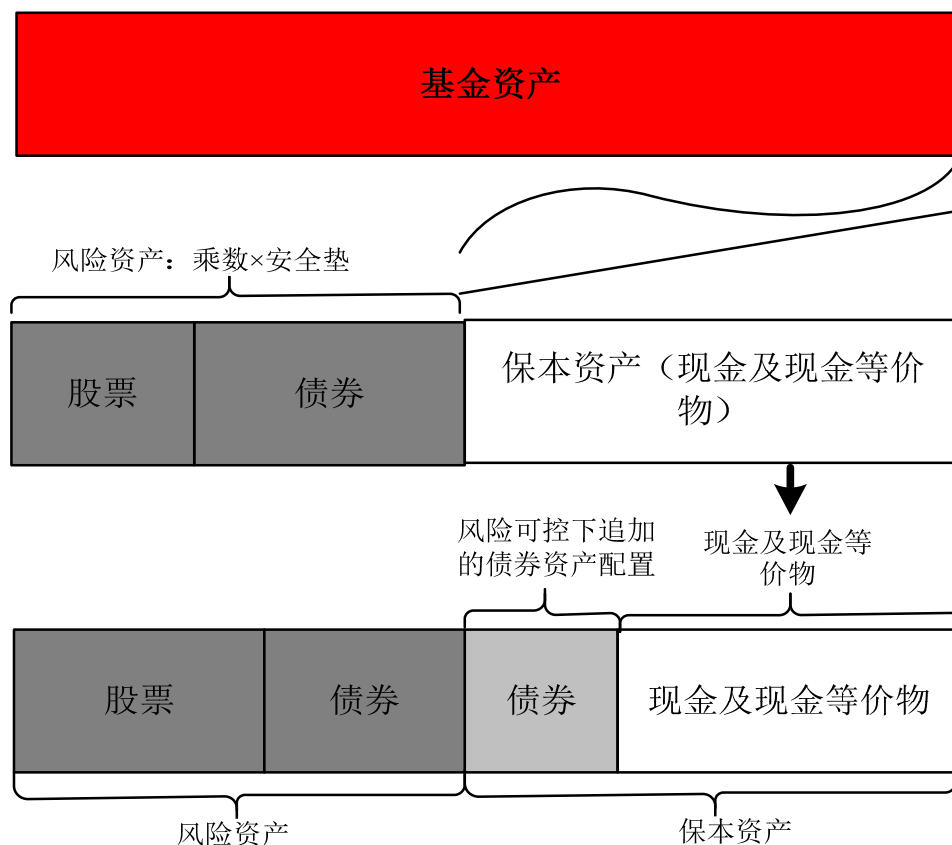 基金资产
风险资产：乘数×安全垫
股票
债券
保本资产（现金及现金等价
物）
风险可控下追加
的债券资产配置
现金及现金等
价物
股票
债券
债券
现金及现金等价物
风险资产
保本资产